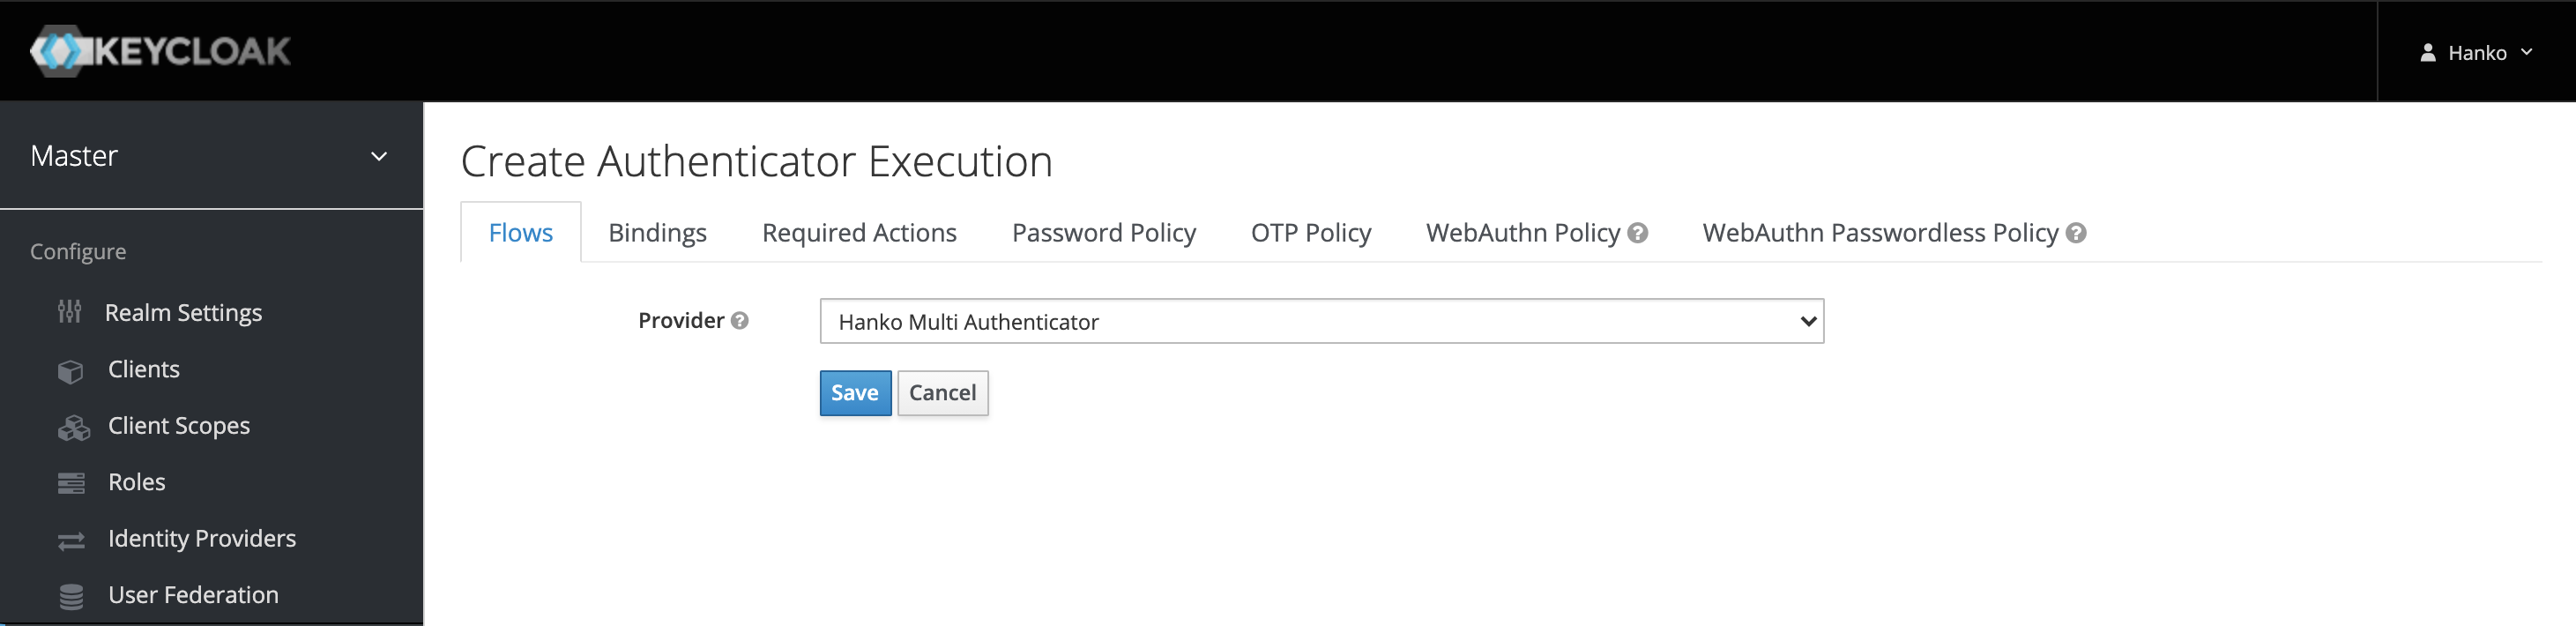 KEYCLOAK
Hanko
Master
Configure
Realm Settings
Clients
Client Scopes
Roles
Identity Providers
User Federation
Create Authenticator Execution
Flows Bindings Required Actions Password Policy OTP Policy WebAuthn Policy ? WebAuthn Passwordless Policy ?
Provider ? Hanko Multi Authenticator
Save Cancel